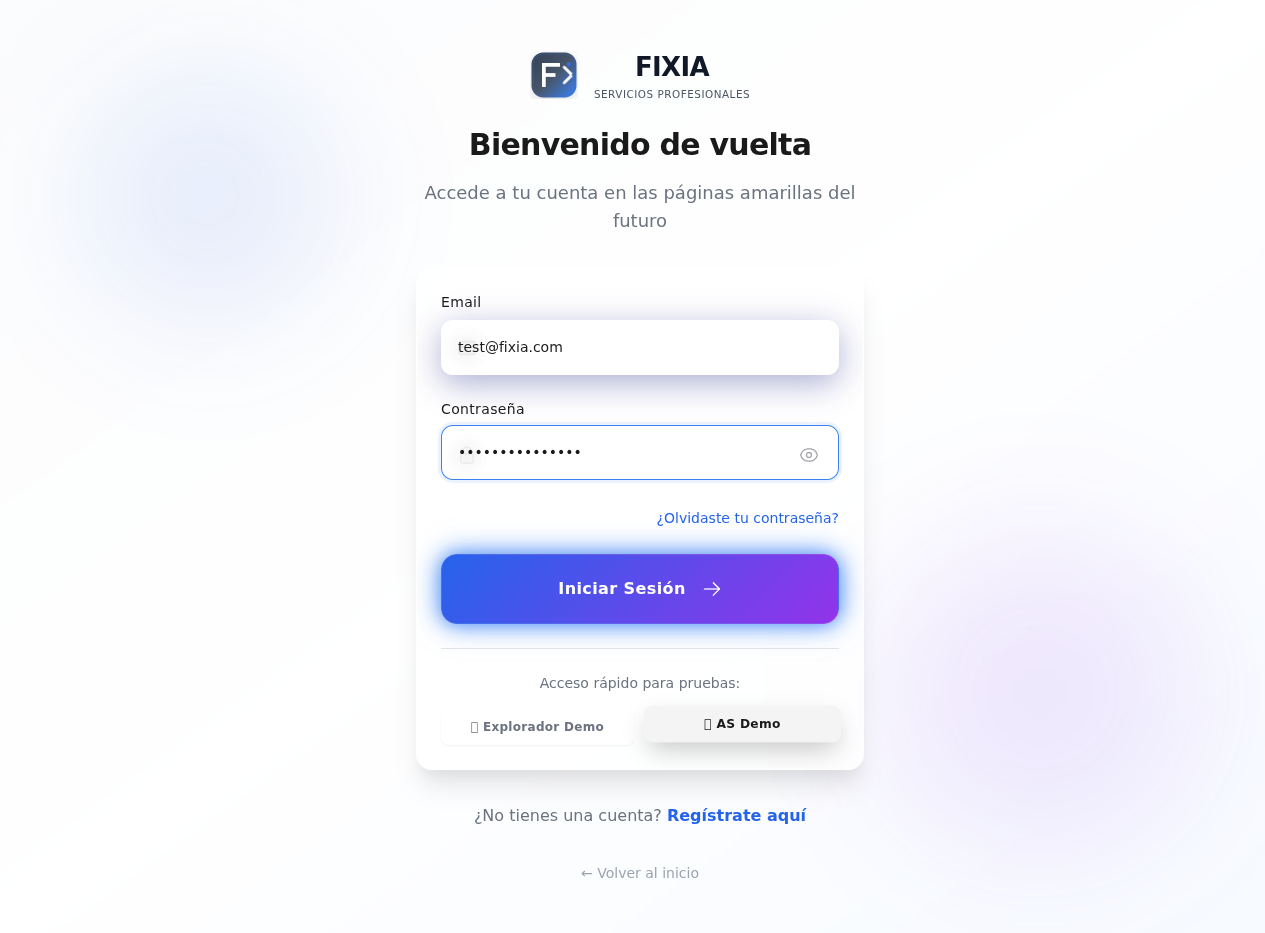 FIXIA
SERVICIOS PROFESIONALES
Bienvenido de vuelta
Accede a tu cuenta en las páginas amarillas del
futuro
Email
test@fixia.com
Contraseña
•••••••••••••••
¿Olvidaste tu contraseña?
Iniciar Sesión →
Acceso rápido para pruebas:
Explorador Demo
AS Demo
¿No tienes una cuenta? Regístrate aquí
← Volver al inicio